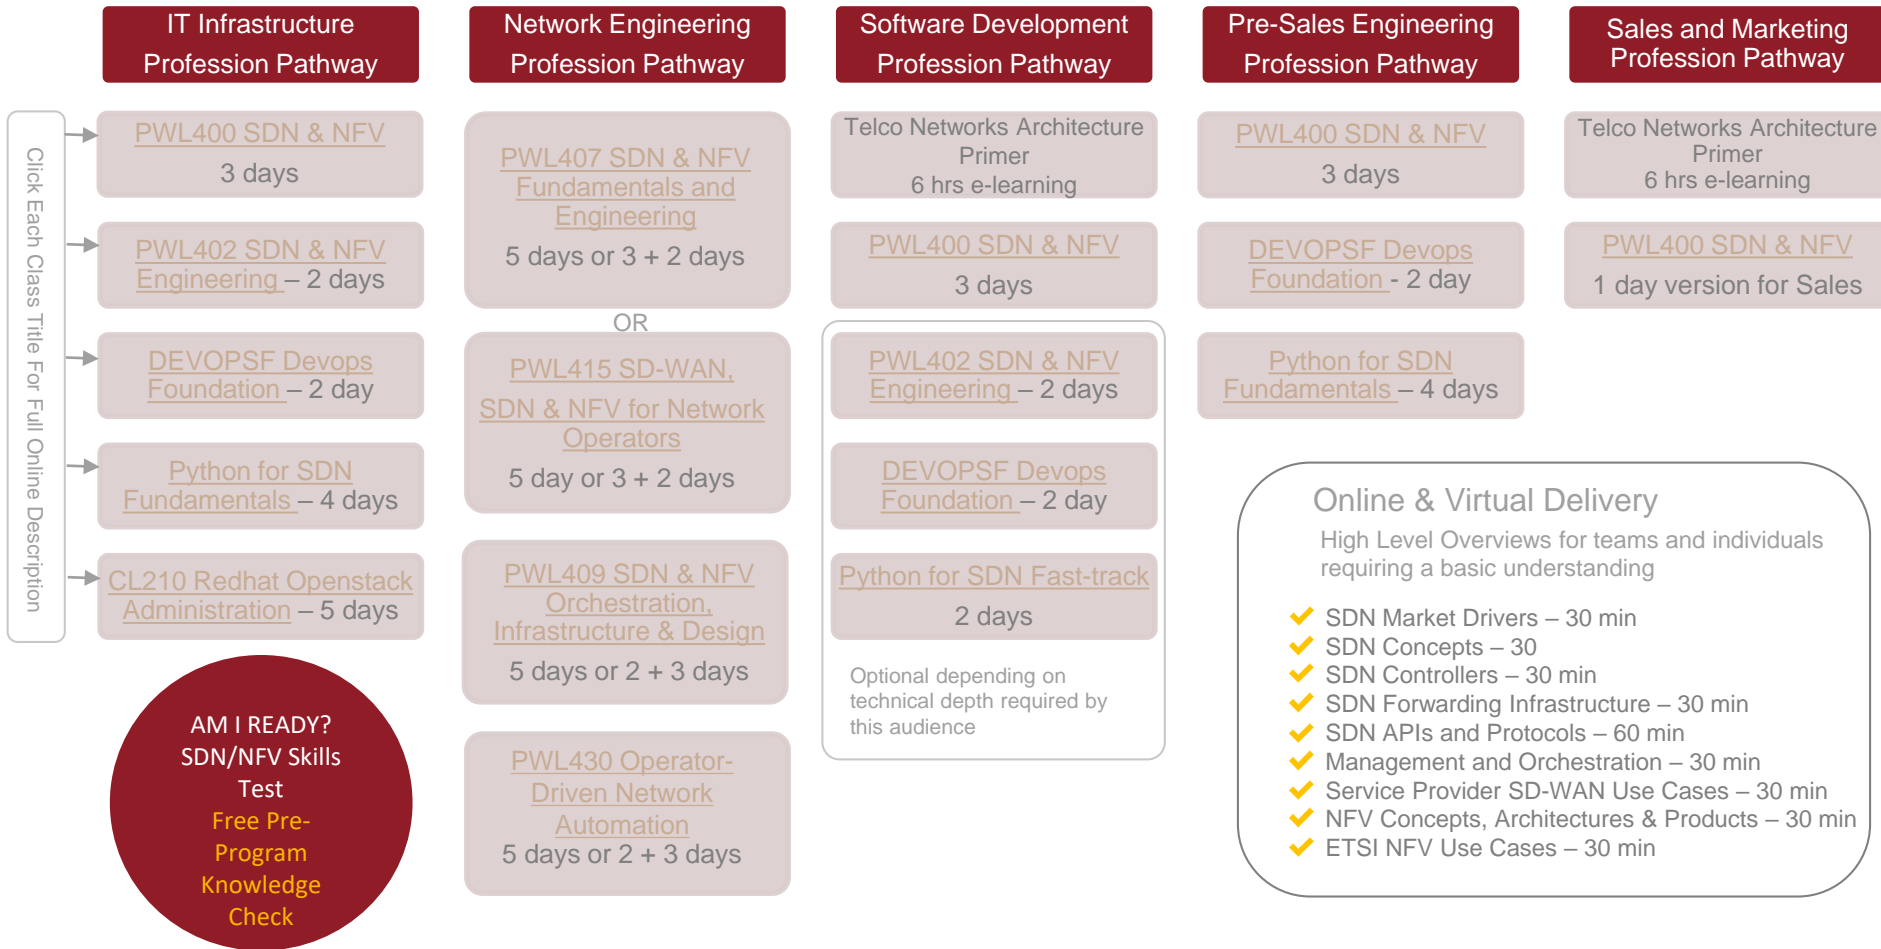 IT Infrastructure
Profession Pathway
Network Engineering
Profession Pathway
Software Development
Profession Pathway
Pre-Sales Engineering
Profession Pathway
Sales and Marketing
Profession Pathway
Click Each Class Title For Full Online Description
PWL400 SDN & NFV
3 days
PWL402 SDN & NFV
Engineering – 2 days
DEVOPSF Devops
Foundation – 2 day
Python for SDN
Fundamentals – 4 days
CL210 Redhat Openstack
Administration – 5 days
AM I READY?
SDN/NFV Skills
Test
Free Pre-
Program
Knowledge
Check
PWL407 SDN & NFV
Fundamentals and
Engineering
5 days or 3 + 2 days
OR
PWL415 SD-WAN,
SDN & NFV for Network
Operators
5 day or 3 + 2 days
PWL409 SDN & NFV
Orchestration,
Infrastructure & Design
5 days or 2 + 3 days
PWL430 Operator-
Driven Network
Automation
5 days or 2 + 3 days
Telco Networks Architecture
Primer
6 hrs e-learning
PWL400 SDN & NFV
3 days
PWL402 SDN & NFV
Engineering – 2 days
DEVOPSF Devops
Foundation – 2 day
Python for SDN Fast-track
2 days
Optional depending on
technical depth required by
this audience
PWL400 SDN & NFV
3 days
DEVOPSF Devops
Foundation - 2 day
Python for SDN
Fundamentals – 4 days
Telco Networks Architecture
Primer
6 hrs e-learning
PWL400 SDN & NFV
1 day version for Sales
Online & Virtual Delivery
High Level Overviews for teams and individuals
requiring a basic understanding
SDN Market Drivers – 30 min
SDN Concepts – 30
SDN Controllers – 30 min
SDN Forwarding Infrastructure – 30 min
SDN APIs and Protocols – 60 min
Management and Orchestration – 30 min
Service Provider SD-WAN Use Cases – 30 min
NFV Concepts, Architectures & Products – 30 min
ETSI NFV Use Cases – 30 min